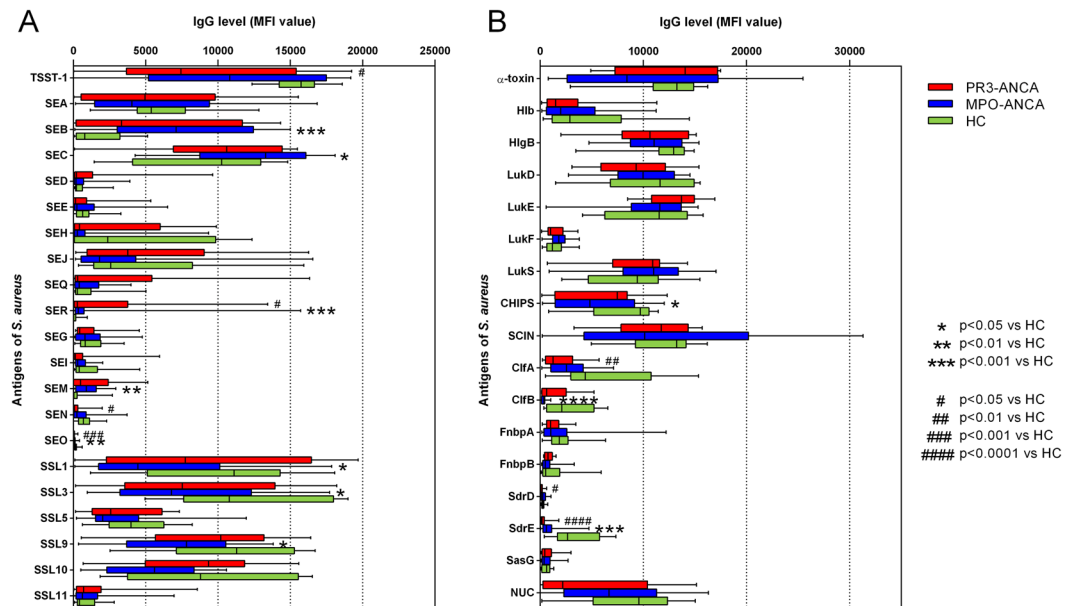 A
IgG level (MFI value)
0 5000 10000 15000 20000 25000
Antigens of S. aureus
TSST-1 #
SEA
SEB ***
SEC *
SED
SEE
SEH
SEJ
SEQ
SER # ***
SEG
SEI
SEM **
SEN #
SEO ### **
SSL1 *
SSL3 *
SSL5
SSL9 *
SSL10
SSL11
B
IgG level (MFI value)
0 10000 20000 30000
Antigens of S. aureus
α-toxin
Hlb
HlgB
LukD
LukE
LukF
LukS
CHIPS *
SCIN
ClfA ##
ClfB ****
FnbpA
FnbpB
SdrD #
SdrE #### ***
SasG
NUC
PR3-ANCA
MPO-ANCA
HC
* p<0.05 vs HC
** p<0.01 vs HC
*** p<0.001 vs HC
# p<0.05 vs HC
## p<0.01 vs HC
### p<0.001 vs HC
#### p<0.0001 vs HC